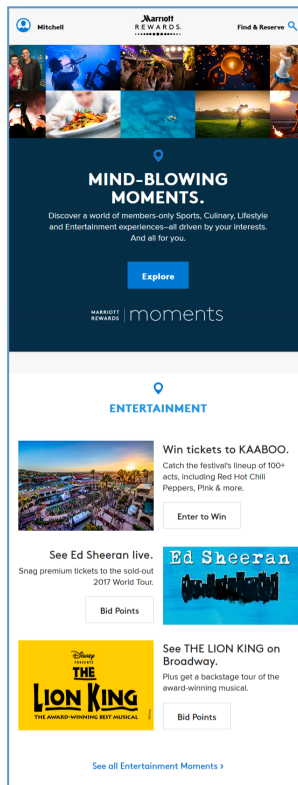 Mitchell
Marriott
REWARDS.
Find & Reserve
MIND-BLOWING
MOMENTS.
Discover a world of members-only Sports, Culinary, Lifestyle
and Entertainment experiences–all driven by your interests.
And all for you.
Explore
MARRIOTT
REWARDS
moments
ENTERTAINMENT
Win tickets to KAABOO.
Catch the festival's lineup of 100+
acts, including Red Hot Chili
Peppers, P!nk & more.
Enter to Win
See Ed Sheeran live.
Snag premium tickets to the sold-out
2017 World Tour.
Bid Points
Ed Sheeran
Disney
PRESENTS
THE
LION KING
THE AWARD-WINNING BEST MUSICAL
See THE LION KING on
Broadway.
Plus get a backstage tour of the
award-winning musical.
Bid Points
See all Entertainment Moments ›